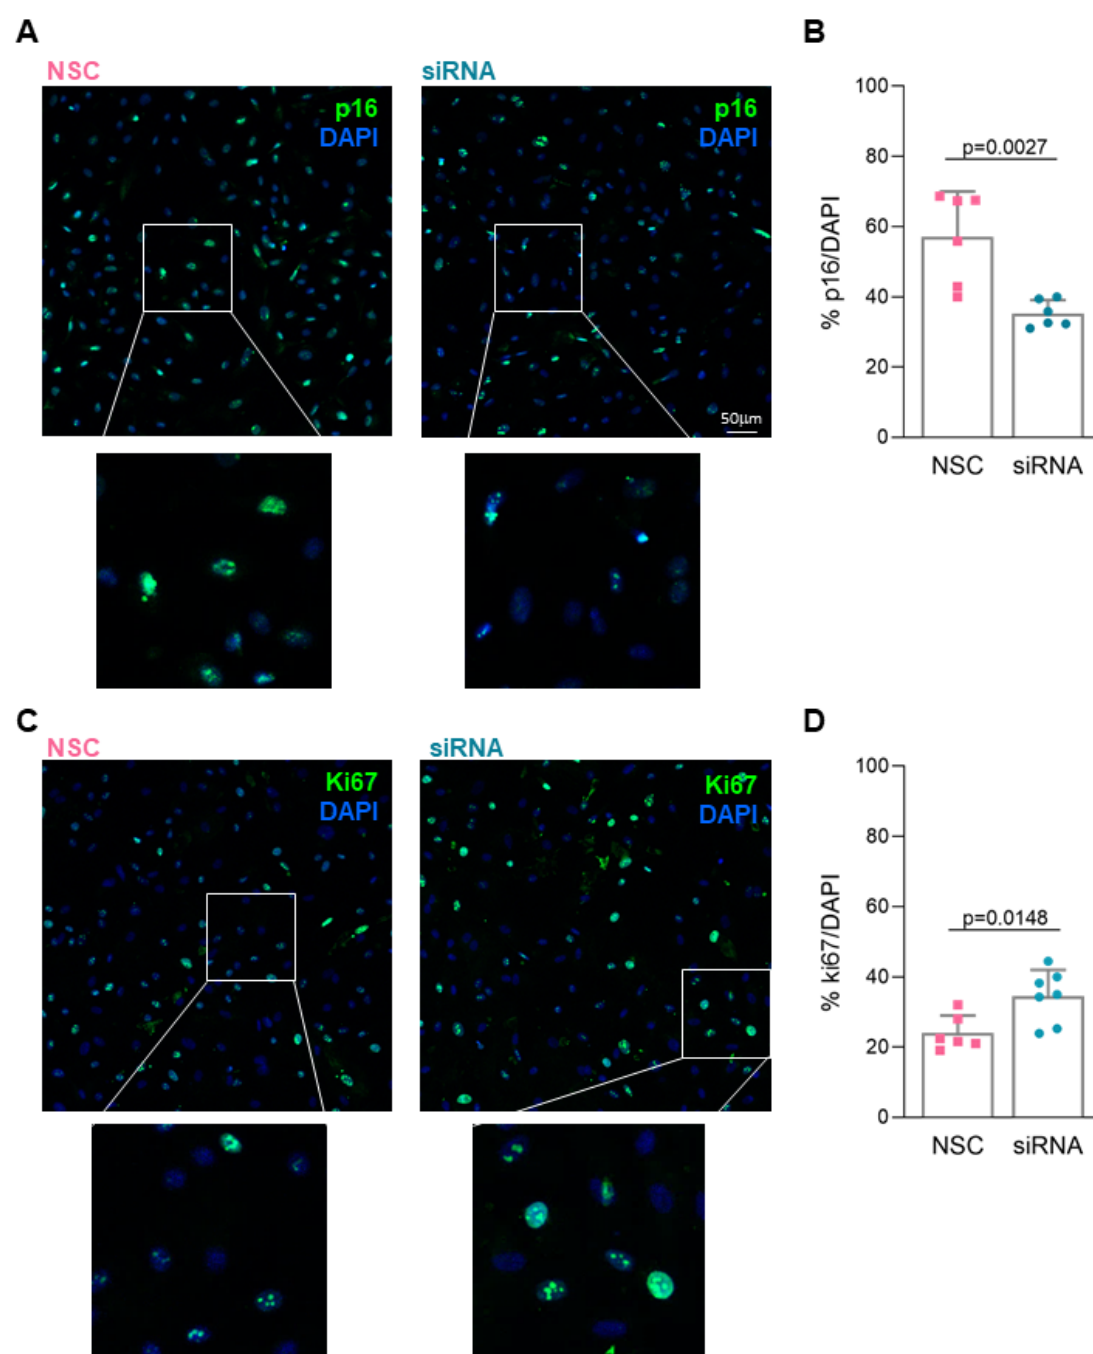 A
NSC
p16
DAPI
siRNA
p16
DAPI
50µm
B
% p16/DAPI
100
80
60
40
20
0
p=0.0027
NSC
siRNA
C
NSC
Ki67
DAPI
siRNA
Ki67
DAPI
D
% ki67/DAPI
100
80
60
40
20
0
p=0.0148
NSC
siRNA